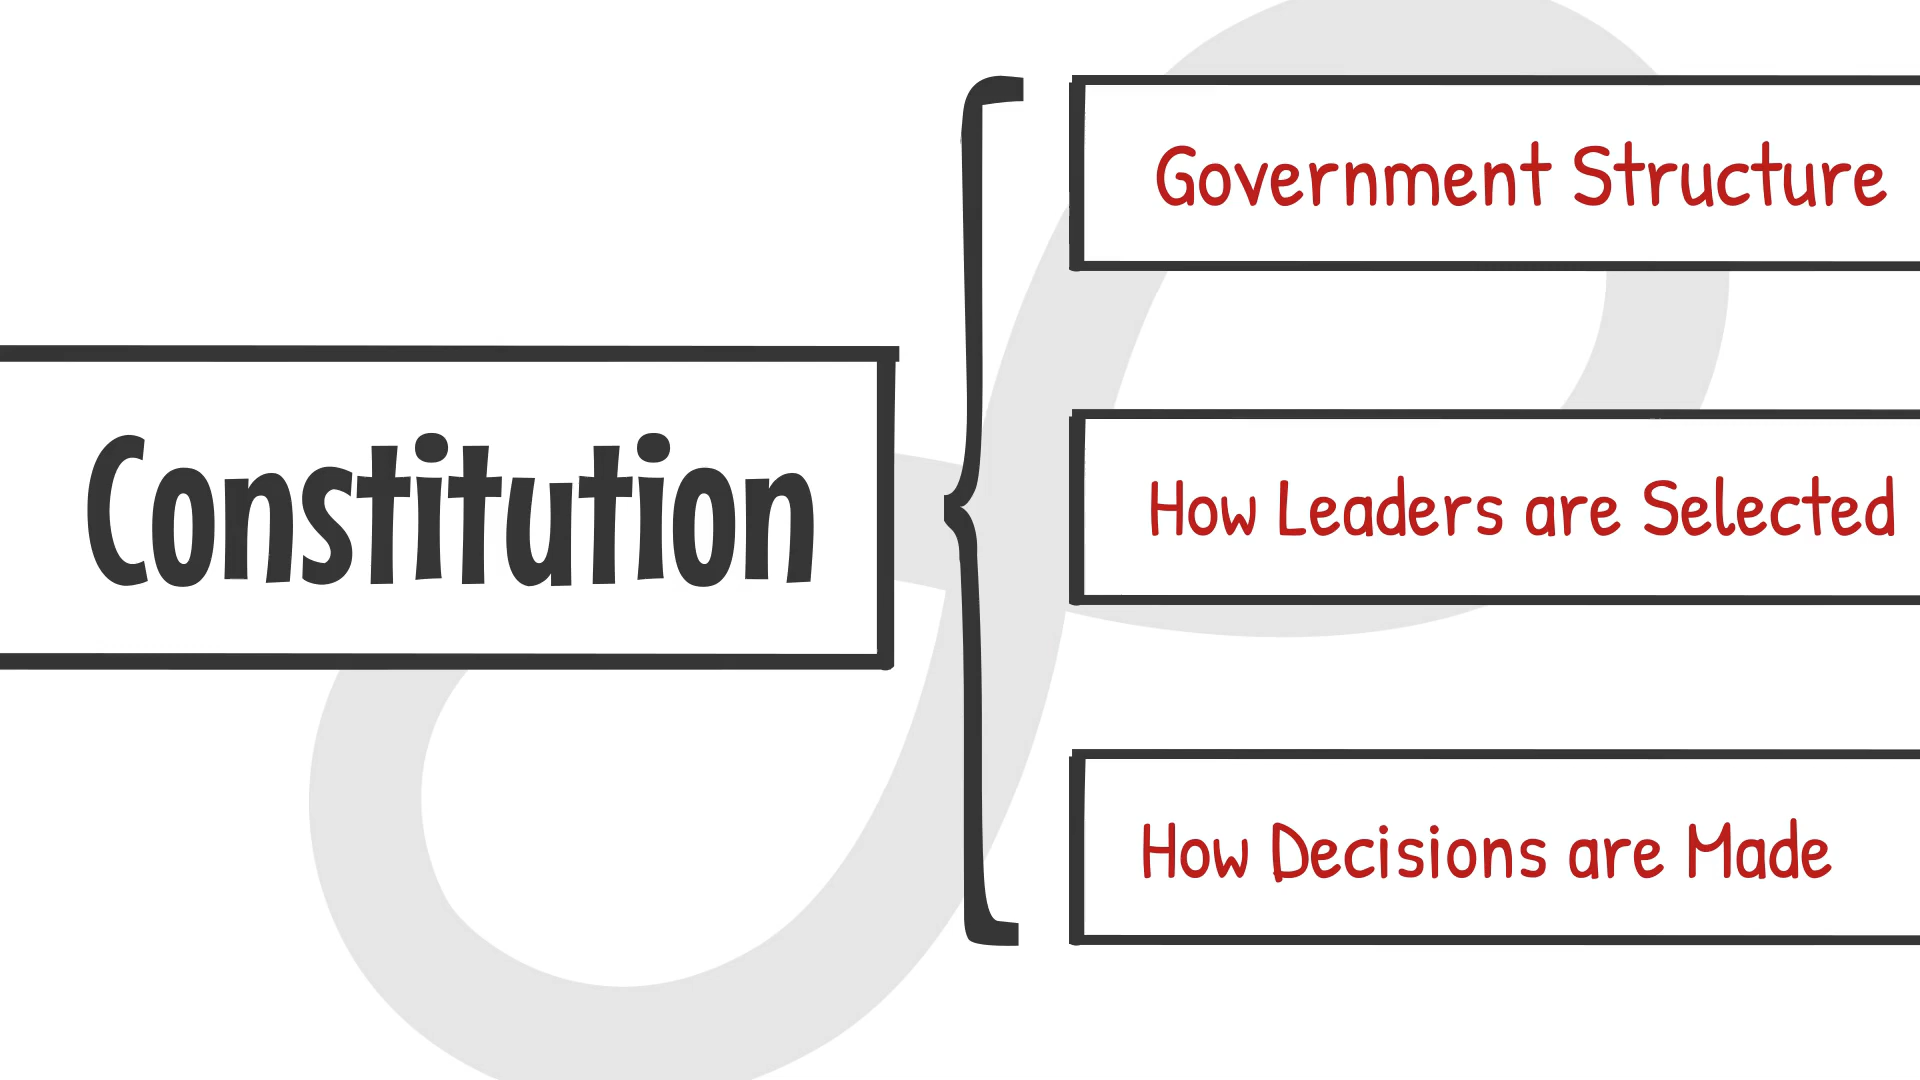 Constitution
Government Structure
How Leaders are Selected
How Decisions are Made